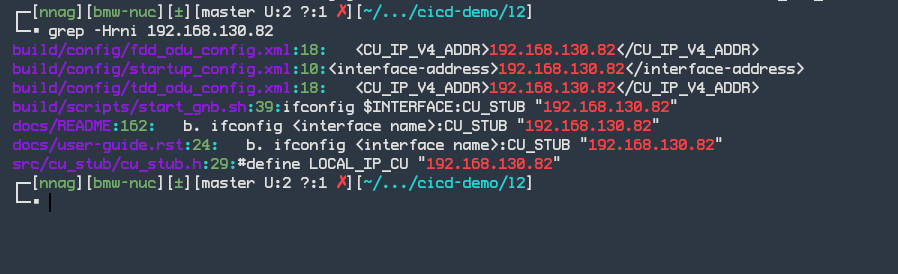 ┌─[nnag][bmw-nuc][±][master U:2 ?:1 ✗][~/.../cicd-demo/l2]
└─▪ grep -Hrni 192.168.130.82
build/config/fdd_odu_config.xml:18:   <CU_IP_V4_ADDR>192.168.130.82</CU_IP_V4_ADDR>
build/config/startup_config.xml:10:<interface-address>192.168.130.82</interface-address>
build/config/tdd_odu_config.xml:18:   <CU_IP_V4_ADDR>192.168.130.82</CU_IP_V4_ADDR>
build/scripts/start_gnb.sh:39:ifconfig $INTERFACE:CU_STUB "192.168.130.82"
docs/README:162:   b. ifconfig <interface name>:CU_STUB "192.168.130.82"
docs/user-guide.rst:24:   b. ifconfig <interface name>:CU_STUB "192.168.130.82"
src/cu_stub/cu_stub.h:29:#define LOCAL_IP_CU "192.168.130.82"
┌─[nnag][bmw-nuc][±][master U:2 ?:1 ✗][~/.../cicd-demo/l2]
└─▪